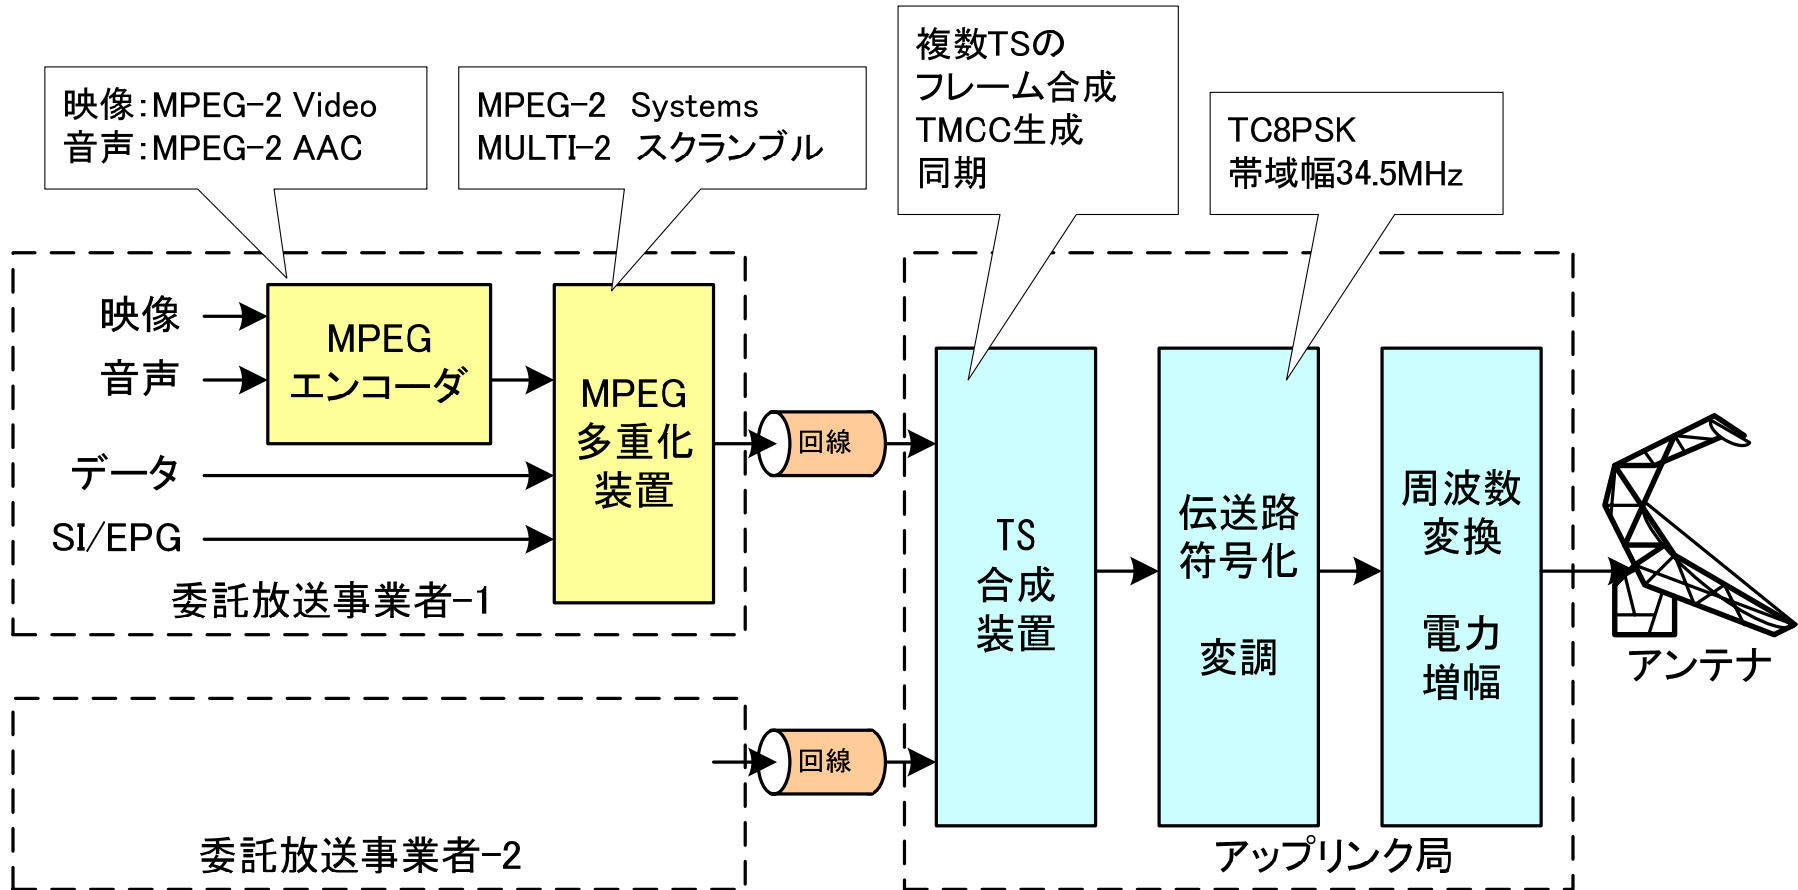 映像:MPEG-2 Video
音声:MPEG-2 AAC
MPEG-2 Systems
MULTI-2 スクランブル
複数TSの
フレーム合成
TMCC生成
同期
TC8PSK
帯域幅34.5MHz
映像
音声
データ
SI/EPG
MPEG
エンコーダ
MPEG
多重化
装置
委託放送事業者-1
回線
委託放送事業者-2
回線
TS
合成
装置
伝送路
符号化
変調
周波数
変換
電力
増幅
アップリンク局
アンテナ